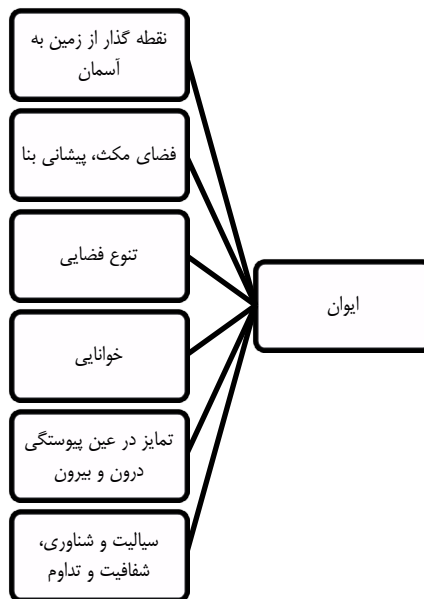 ایوان
نقطه گذار از زمین به
آسمان
فضای مکث، پیشانی بنا
تنوع فضایی
خوانایی
تمایز در عین پیوستگی
درون و بیرون
سیالیت و شناوری،
شفافیت و تداوم